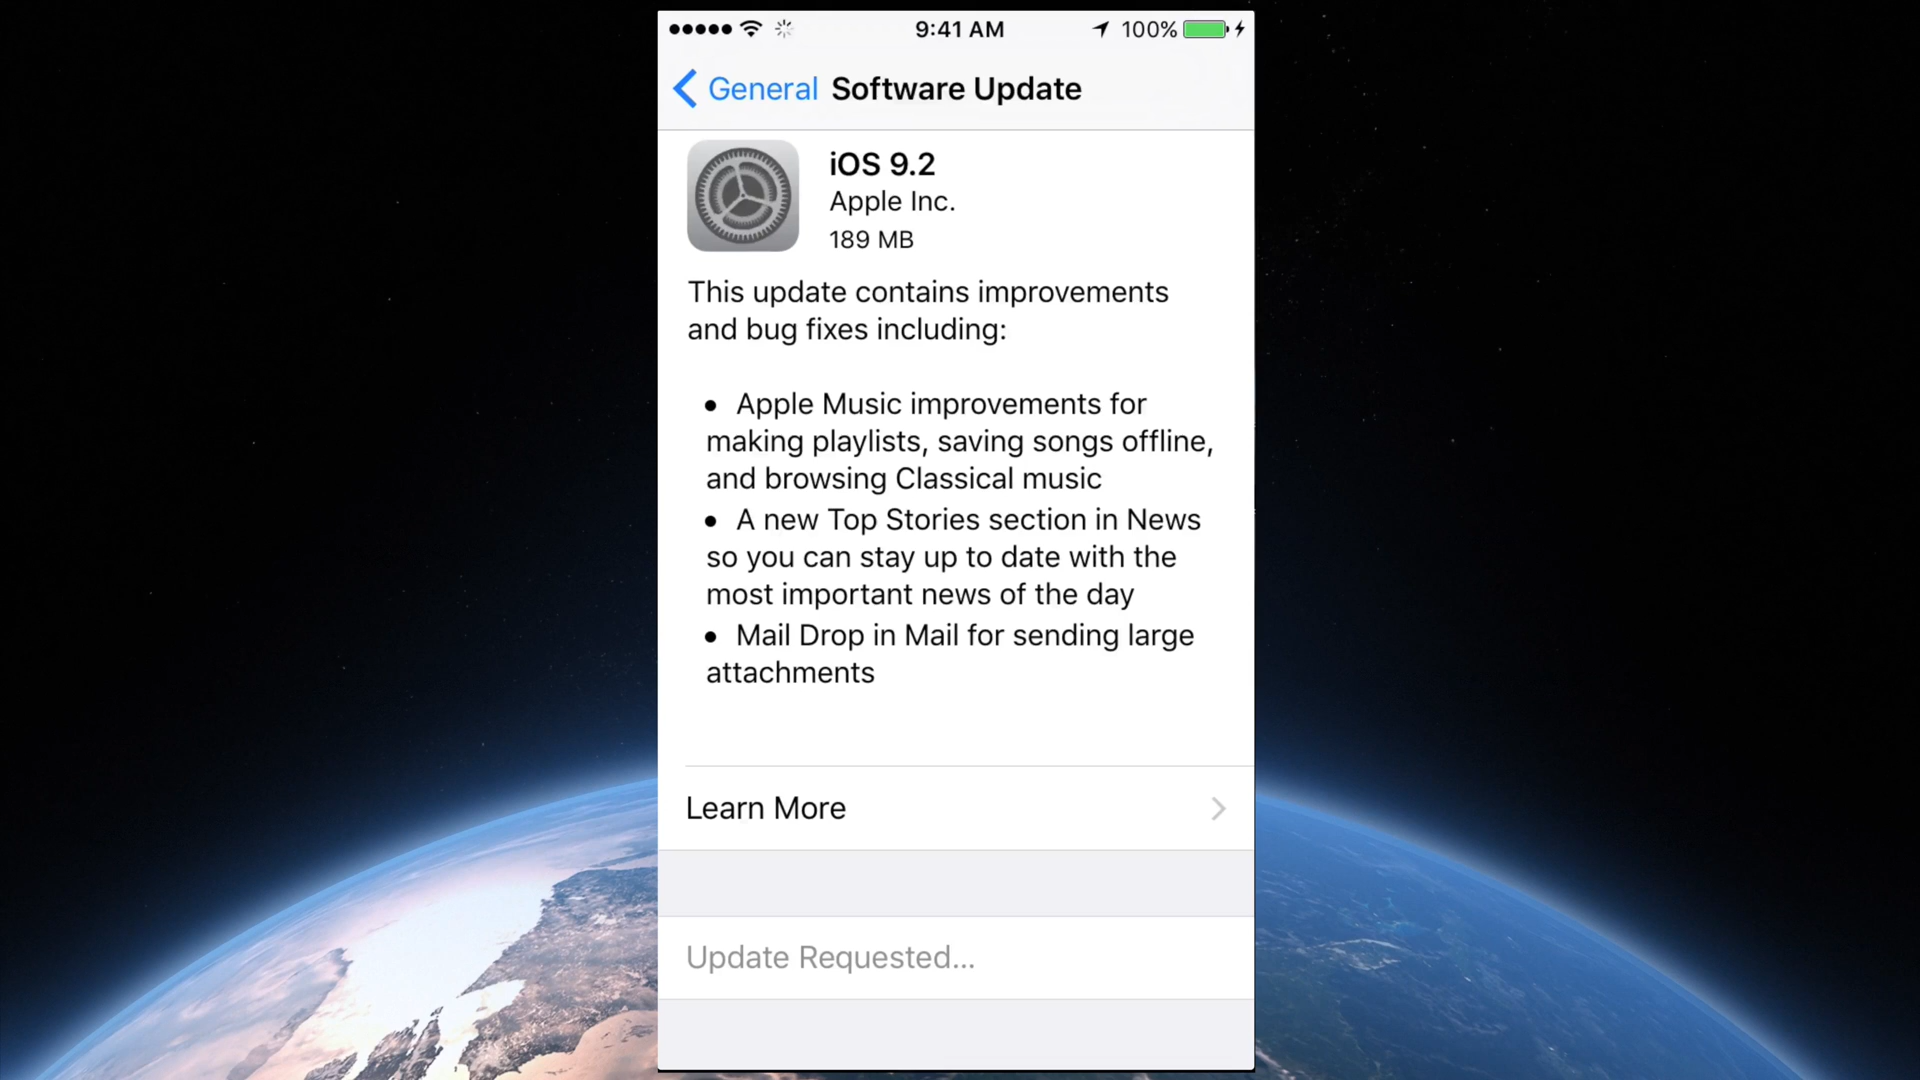 9:41 AM 100%
General Software Update
iOS 9.2
Apple Inc.
189 MB
This update contains improvements
and bug fixes including:
• Apple Music improvements for
making playlists, saving songs offline,
and browsing Classical music
• A new Top Stories section in News
so you can stay up to date with the
most important news of the day
• Mail Drop in Mail for sending large
attachments
Learn More
Update Requested...